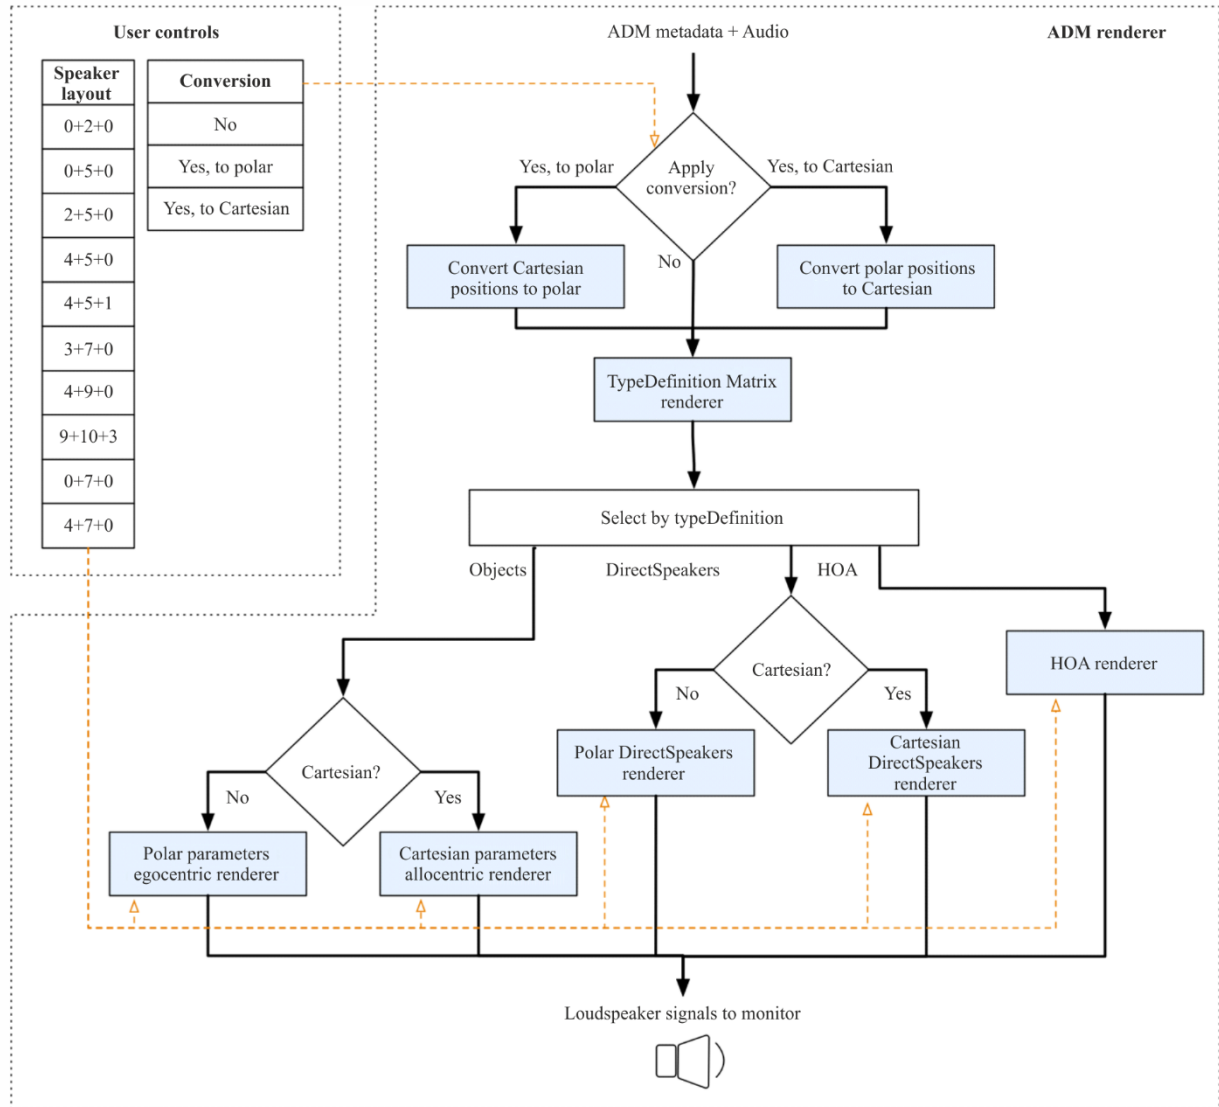 User controls
Speaker
layout
0+2+0
0+5+0
2+5+0
4+5+0
4+5+1
3+7+0
4+9+0
9+10+3
0+7+0
4+7+0
Conversion
No
Yes, to polar
Yes, to Cartesian
ADM metadata + Audio
ADM renderer
Yes, to polar
Apply
conversion?
Yes, to Cartesian
No
Convert Cartesian
positions to polar
Convert polar positions
to Cartesian
TypeDefinition Matrix
renderer
Select by typeDefinition
Objects
DirectSpeakers
HOA
Cartesian?
No
Yes
HOA renderer
Polar DirectSpeakers
renderer
Cartesian
DirectSpeakers
renderer
Cartesian?
No
Yes
Polar parameters
egocentric renderer
Cartesian parameters
allocentric renderer
Loudspeaker signals to monitor